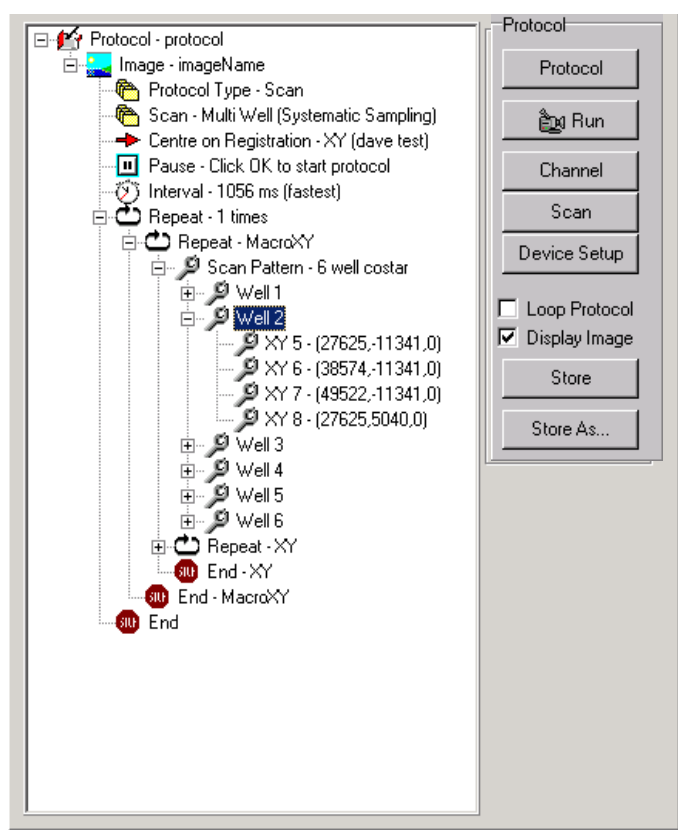 Protocol - protocol
Image - imageName
Protocol Type - Scan
Scan - Multi Well (Systematic Sampling)
Centre on Registration - XY (dave test)
Pause - Click OK to start protocol
Interval - 1056 ms (fastest)
Repeat - 1 times
Repeat - MacroXY
Scan Pattern - 6 well costar
Well 1
Well 2
XY 5 - (27625,-11341,0)
XY 6 - (38574,-11341,0)
XY 7 - (49522,-11341,0)
XY 8 - (27625,5040,0)
Well 3
Well 4
Well 5
Well 6
Repeat - XY
End - XY
End - MacroXY
End
Protocol
Protocol
Run
Channel
Scan
Device Setup
Loop Protocol
Display Image
Store
Store As...